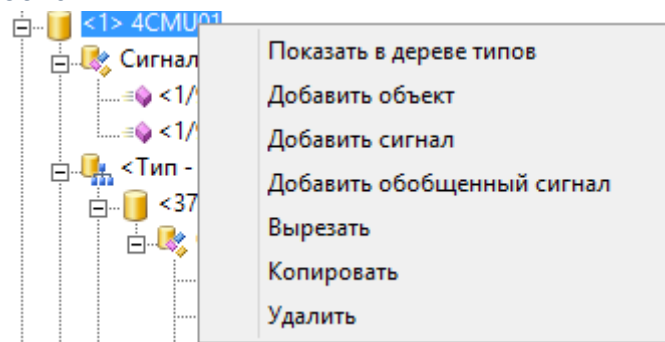 <1> 4CMU01
Показать в дереве типов
Сигнал
Добавить объект
<1/
Добавить сигнал
<1/
Добавить обобщенный сигнал
<Тип -
<37
Вырезать
Копировать
Удалить